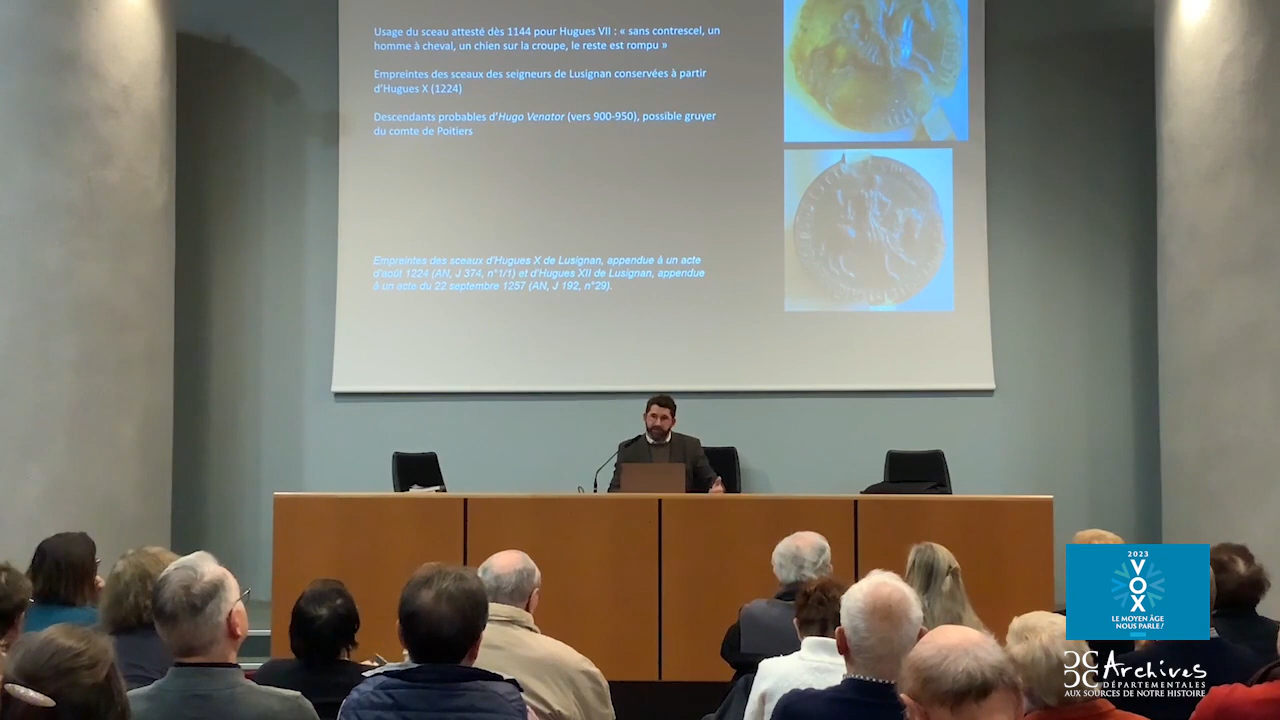 Usage du sceau attesté dès 1144 pour Hugues VII : « sans contrescel, un
homme à cheval, un chien sur la croupe, le reste est rompu »
Empreintes des sceaux des seigneurs de Lusignan conservées à partir
d'Hugues X (1224)
Descendants probables d'Hugo Venator (vers 900-950), possible gruyer
du comte de Poitiers
Empreintes des sceaux d'Hugues X de Lusignan, appendue à un acte
d'août 1224 (AN, J 374, n°1/1) et d'Hugues XII de Lusignan, appendue
à un acte du 22 septembre 1257 (AN, J 192, n°29).
2023
VOX
LE MOYEN ÂGE
NOUS PARLE !
Archives
DÉPARTEMENTALES
AUX SOURCES DE NOTRE HISTOIRE